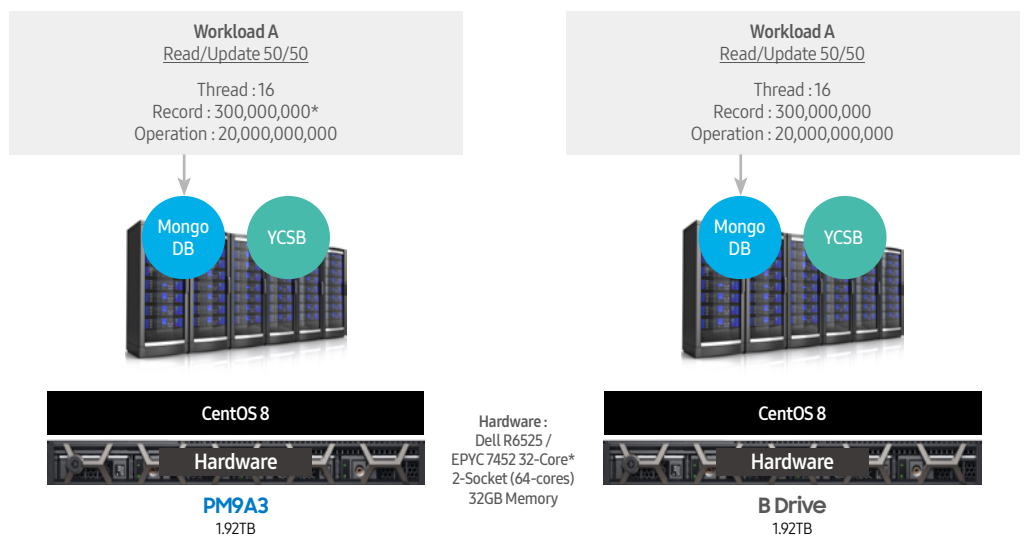 Workload A
Read/Update 50/50
Thread : 16
Record : 300,000,000*
Operation : 20,000,000,000
Mongo
DB
YCSB
CentOS 8
Hardware
PM9A3
1.92TB
Hardware :
Dell R6525 /
EPYC 7452 32-Core*
2-Socket (64-cores)
32GB Memory
Workload A
Read/Update 50/50
Thread : 16
Record : 300,000,000
Operation : 20,000,000,000
Mongo
DB
YCSB
CentOS 8
Hardware
B Drive
1.92TB